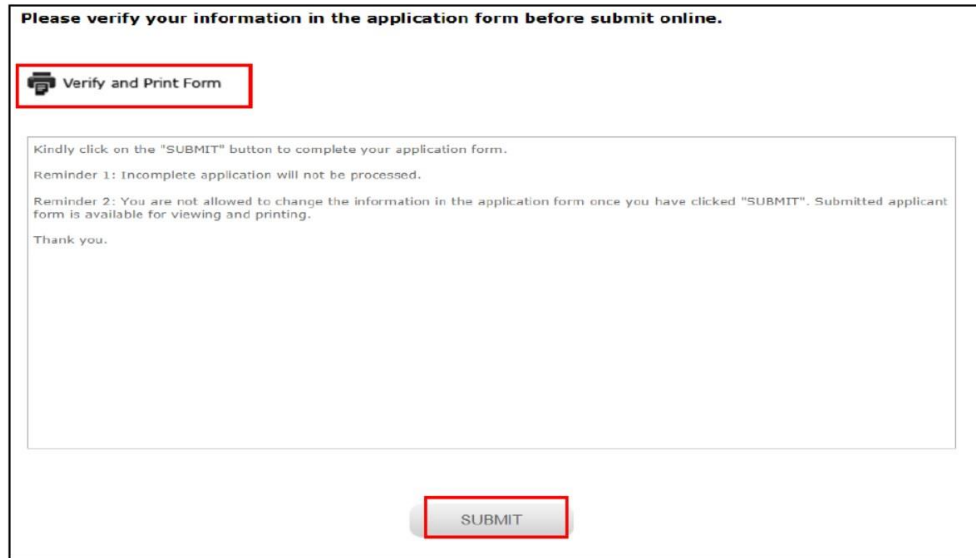 Please verify your information in the application form before submit online.
Verify and Print Form
Kindly click on the "SUBMIT" button to complete your application form.
Reminder 1: Incomplete application will not be processed.
Reminder 2: You are not allowed to change the information in the application form once you have clicked "SUBMIT". Submitted applicant
form is available for viewing and printing.
Thank you.
SUBMIT